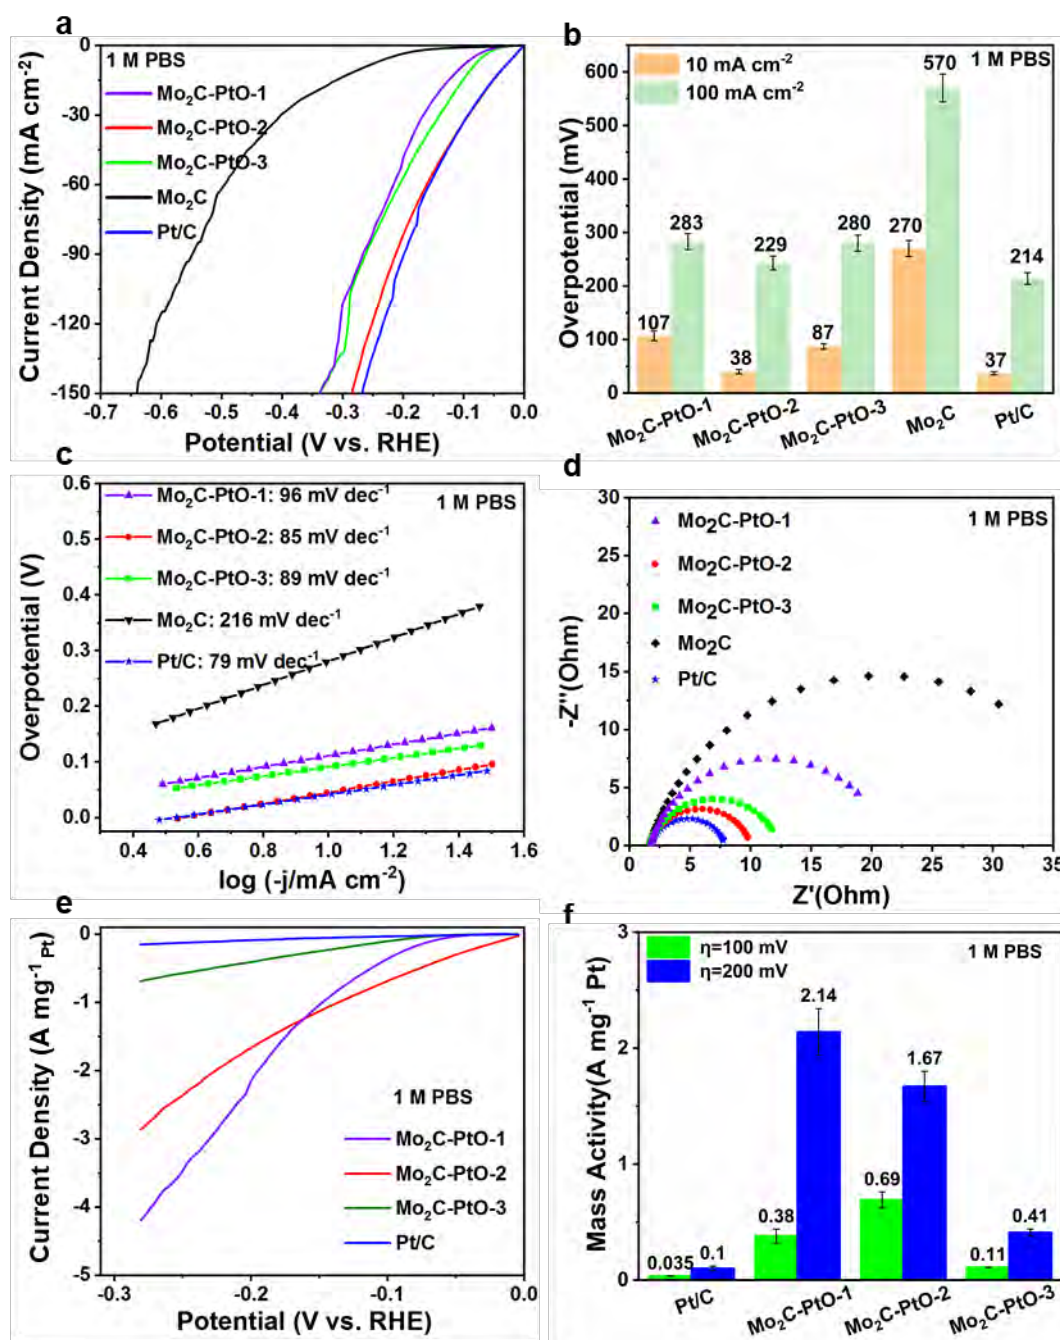 a
1 M PBS
Mo₂C-PtO-1
Mo₂C-PtO-2
Mo₂C-PtO-3
Mo₂C
Pt/C
0
-30
-60
-90
-120
-150
-0.7
-0.6
-0.5
-0.4
-0.3
-0.2
-0.1
0.0
Current Density (mA cm⁻²)
Potential (V vs. RHE)
b
1 M PBS
10 mA cm⁻²
100 mA cm⁻²
600
500
400
300
200
100
0
107
283
38
229
87
280
270
570
37
214
Overpotential (mV)
Mo₂C-PtO-1
Mo₂C-PtO-2
Mo₂C-PtO-3
Mo₂C
Pt/C
c
1 M PBS
Mo₂C-PtO-1: 96 mV dec⁻¹
Mo₂C-PtO-2: 85 mV dec⁻¹
Mo₂C-PtO-3: 89 mV dec⁻¹
Mo₂C: 216 mV dec⁻¹
Pt/C: 79 mV dec⁻¹
0.6
0.5
0.4
0.3
0.2
0.1
0.0
0.4
0.6
0.8
1.0
1.2
1.4
1.6
Overpotential (V)
log (-j/mA cm⁻²)
d
1 M PBS
Mo₂C-PtO-1
Mo₂C-PtO-2
Mo₂C-PtO-3
Mo₂C
Pt/C
30
25
20
15
10
5
0
0
5
10
15
20
25
30
35
-Z''(Ohm)
Z'(Ohm)
e
1 M PBS
Mo₂C-PtO-1
Mo₂C-PtO-2
Mo₂C-PtO-3
Pt/C
0
-1
-2
-3
-4
-5
-0.3
-0.2
-0.1
0.0
Current Density (A mg⁻¹ Pt)
Potential (V vs. RHE)
f
η=100 mV
η=200 mV
1 M PBS
3
2
1
0
0.035
0.1
0.38
2.14
0.69
1.67
0.11
0.41
Mass Activity(A mg⁻¹ Pt)
Pt/C
Mo₂C-PtO-1
Mo₂C-PtO-2
Mo₂C-PtO-3